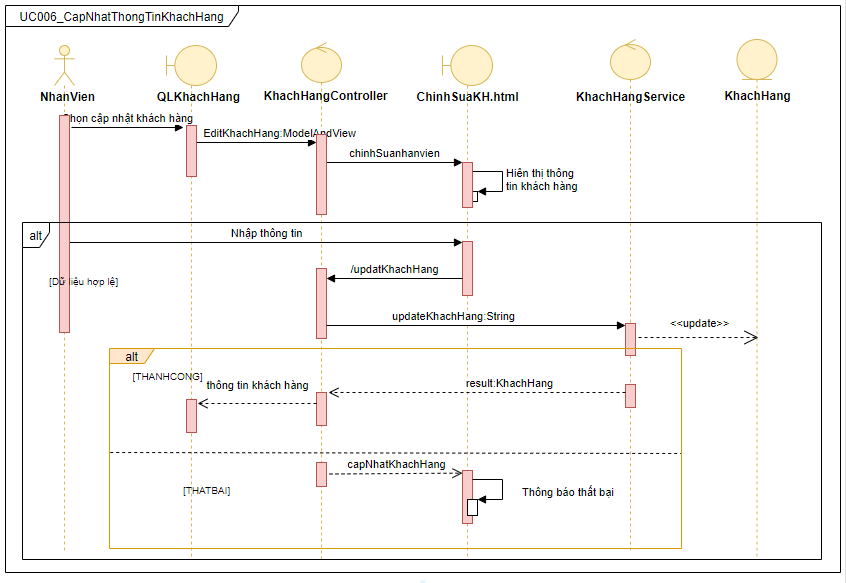 UC006_CapNhatThongTinKhachHang
NhanVien
QLKhachHang
KhachHangController
ChinhSuaKH.html
KhachHangService
KhachHang
Chọn cập nhật khách hàng
EditKhachHang:ModelAndView
chinhSuanhanvien
Hiên thị thông
tin khách hàng
alt
Nhập thông tin
[Dữ liệu hợp lệ]
/updatKhachHang
updateKhachHang:String
<<update>>
alt
[THANHCONG]
thông tin khách hàng
result:KhachHang
capNhatKhachHang
[THATBAI]
Thông báo thất bại